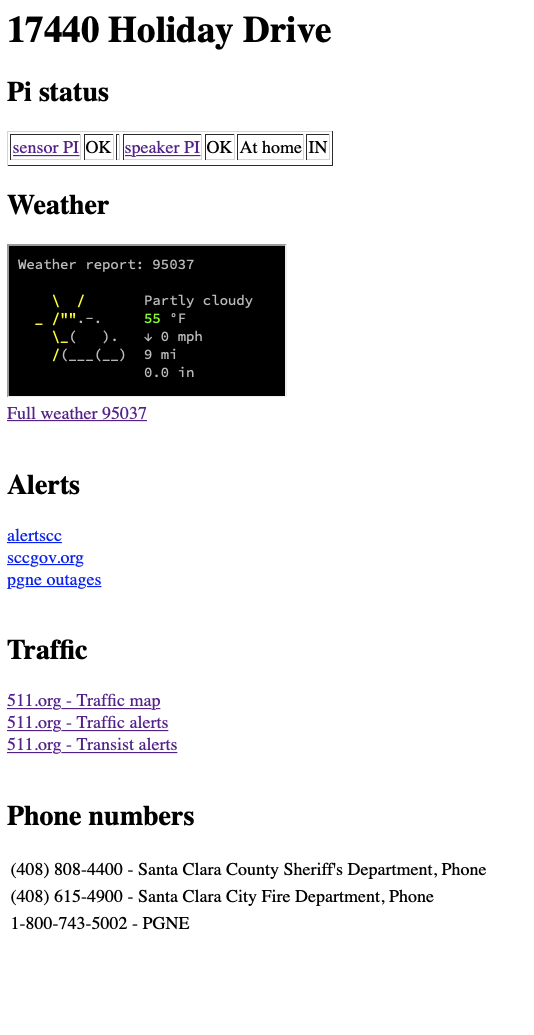 17440 Holiday Drive
Pi status
sensor PI OK speaker PI OK At home IN
Weather
Weather report: 95037
Partly cloudy
55 °F
↓ 0 mph
9 mi
0.0 in
Full weather 95037
Alerts
alertscc
sccgov.org
pgne outages
Traffic
511.org - Traffic map
511.org - Traffic alerts
511.org - Transist alerts
Phone numbers
(408) 808-4400 - Santa Clara County Sheriff's Department, Phone
(408) 615-4900 - Santa Clara City Fire Department, Phone
1-800-743-5002 - PGNE